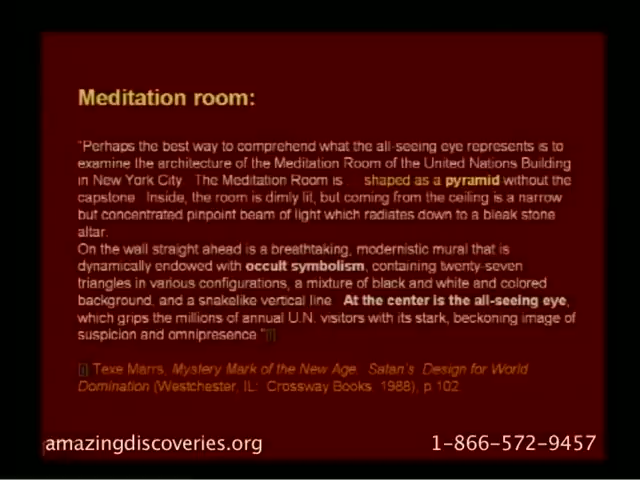 Meditation room:
"Perhaps the best way to comprehend what the all-seeing eye represents is to
examine the architecture of the Meditation Room of the United Nations Building
in New York City   The Meditation Room is ... shaped as a pyramid without the
capstone   Inside, the room is dimly lit, but coming from the ceiling is a narrow
but concentrated pinpoint beam of light which radiates down to a bleak stone
altar.
On the wall straight ahead is a breathtaking, modernistic mural that is
dynamically endowed with occult symbolism, containing twenty-seven
triangles in various configurations, a mixture of black and white and colored
background, and a snakelike vertical line   At the center is the all-seeing eye,
which grips the millions of annual U.N. visitors with its stark, beckoning image of
suspicion and omnipresence "[i]
[i] Texe Marrs, Mystery Mark of the New Age.  Satan's  Design for World
Domination (Westchester, IL:  Crossway Books  1988), p 102
amazingdiscoveries.org
1-866-572-9457